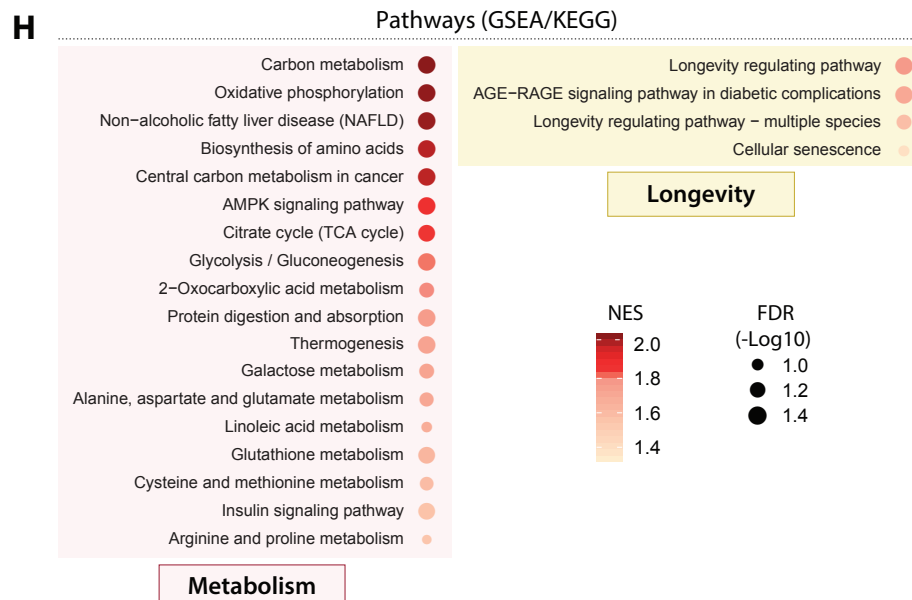 H
Pathways (GSEA/KEGG)
Carbon metabolism
Oxidative phosphorylation
Non−alcoholic fatty liver disease (NAFLD)
Biosynthesis of amino acids
Central carbon metabolism in cancer
AMPK signaling pathway
Citrate cycle (TCA cycle)
Glycolysis / Gluconeogenesis
2−Oxocarboxylic acid metabolism
Protein digestion and absorption
Thermogenesis
Galactose metabolism
Alanine, aspartate and glutamate metabolism
Linoleic acid metabolism
Glutathione metabolism
Cysteine and methionine metabolism
Insulin signaling pathway
Arginine and proline metabolism
Metabolism
Longevity regulating pathway
AGE−RAGE signaling pathway in diabetic complications
Longevity regulating pathway − multiple species
Cellular senescence
Longevity
NES
2.0
1.8
1.6
1.4
FDR
(-Log10)
1.0
1.2
1.4